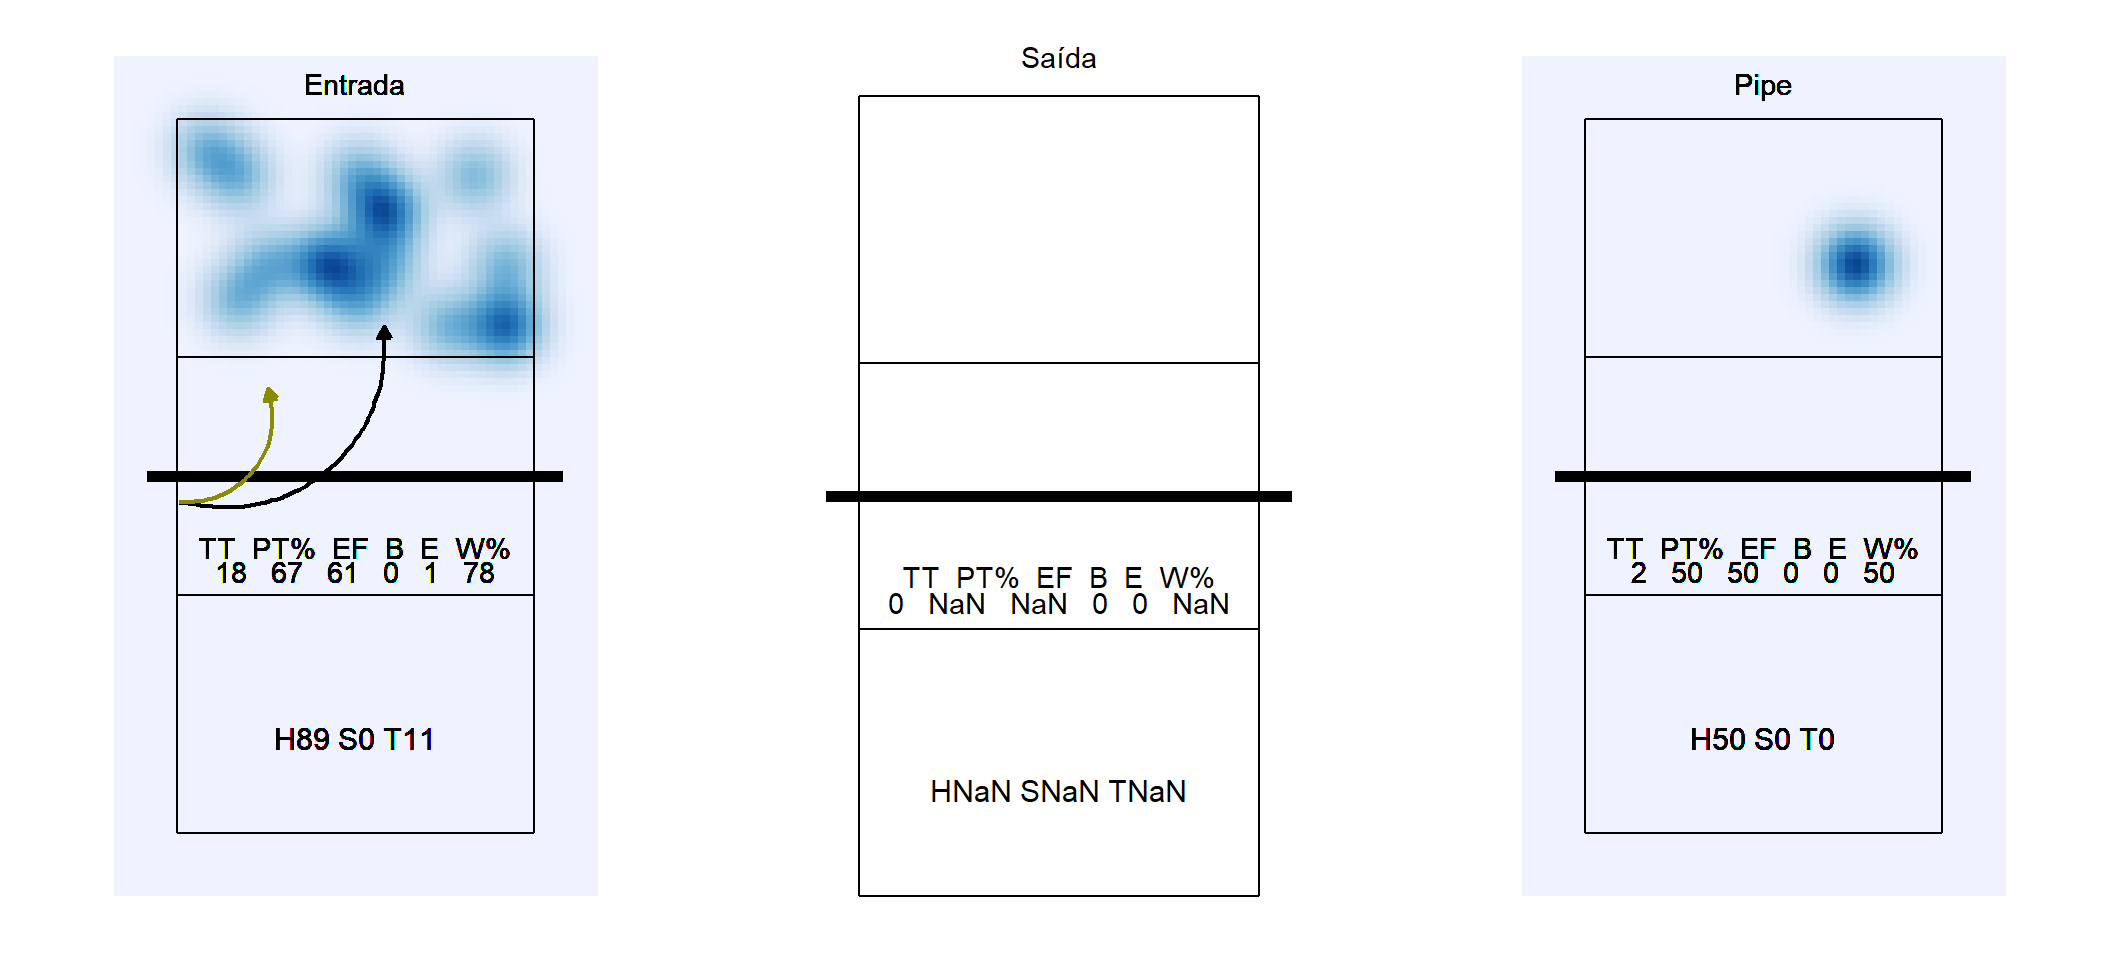 Entrada
TT PT% EF B E W%
18 67 61 0 1 78
H89 S0 T11
Saída
TT PT% EF B E W%
0 NaN NaN 0 0 NaN
HNaN SNaN TNaN
Pipe
TT PT% EF B E W%
2 50 50 0 0 50
H50 S0 T0